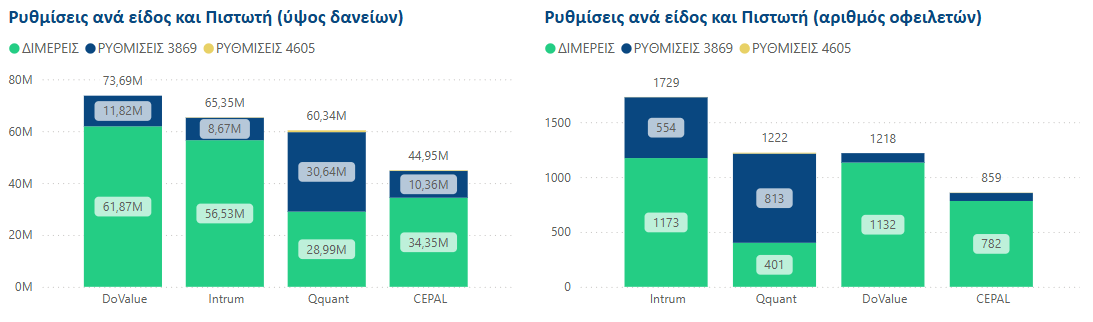 Ρυθμίσεις ανά είδος και Πιστωτή (ύψος δανείων)
ΔΙΜΕΡΕΙΣ ΡΥΘΜΙΣΕΙΣ 3869 ΡΥΘΜΙΣΕΙΣ 4605
80M
60M
40M
20M
0M
73,69M
11,82M
61,87M
65,35M
8,67M
56,53M
60,34M
30,64M
28,99M
44,95M
10,36M
34,35M
DoValue Intrum Qquant CEPAL
Ρυθμίσεις ανά είδος και Πιστωτή (αριθμός οφειλετών)
ΔΙΜΕΡΕΙΣ ΡΥΘΜΙΣΕΙΣ 3869 ΡΥΘΜΙΣΕΙΣ 4605
1500
1000
500
0
1729
554
1173
1222
813
401
1218
1132
859
782
Intrum Qquant DoValue CEPAL